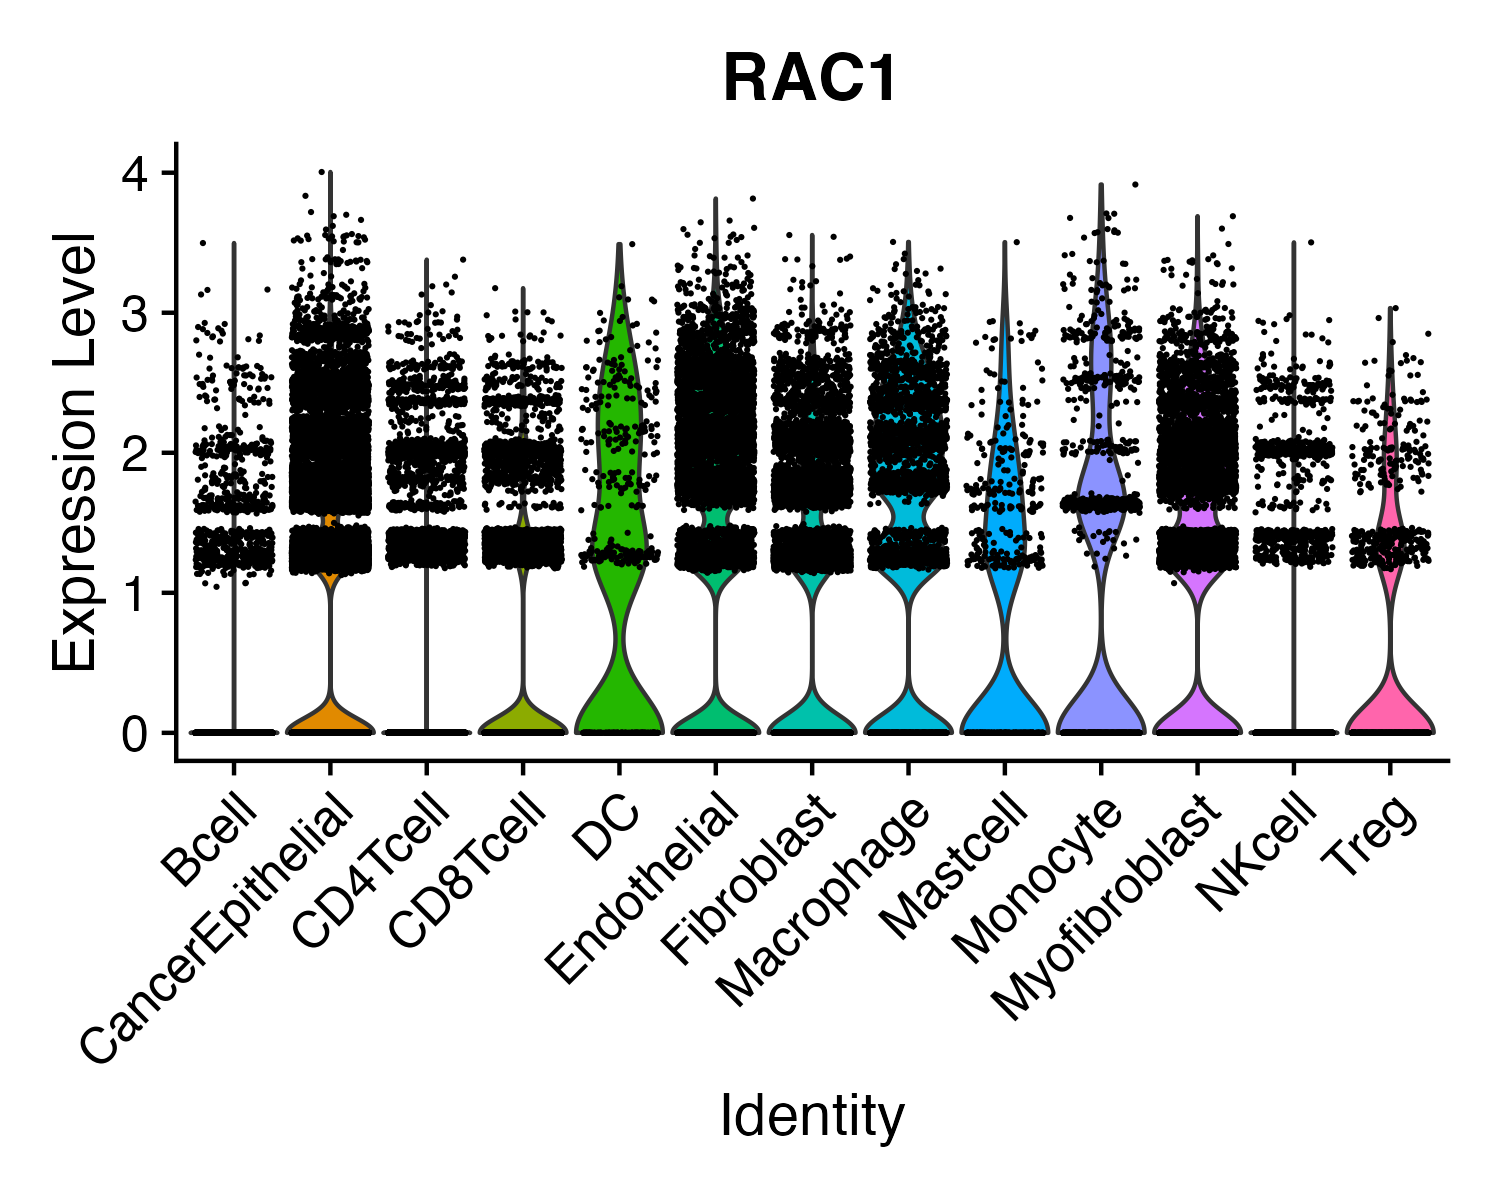 RAC1
Expression Level
4
3
2
1
0
Bcell
CancerEpithelial
CD4Tcell
CD8Tcell
DC
Endothelial
Fibroblast
Macrophage
Mastcell
Monocyte
Myofibroblast
NKcell
Treg
Identity